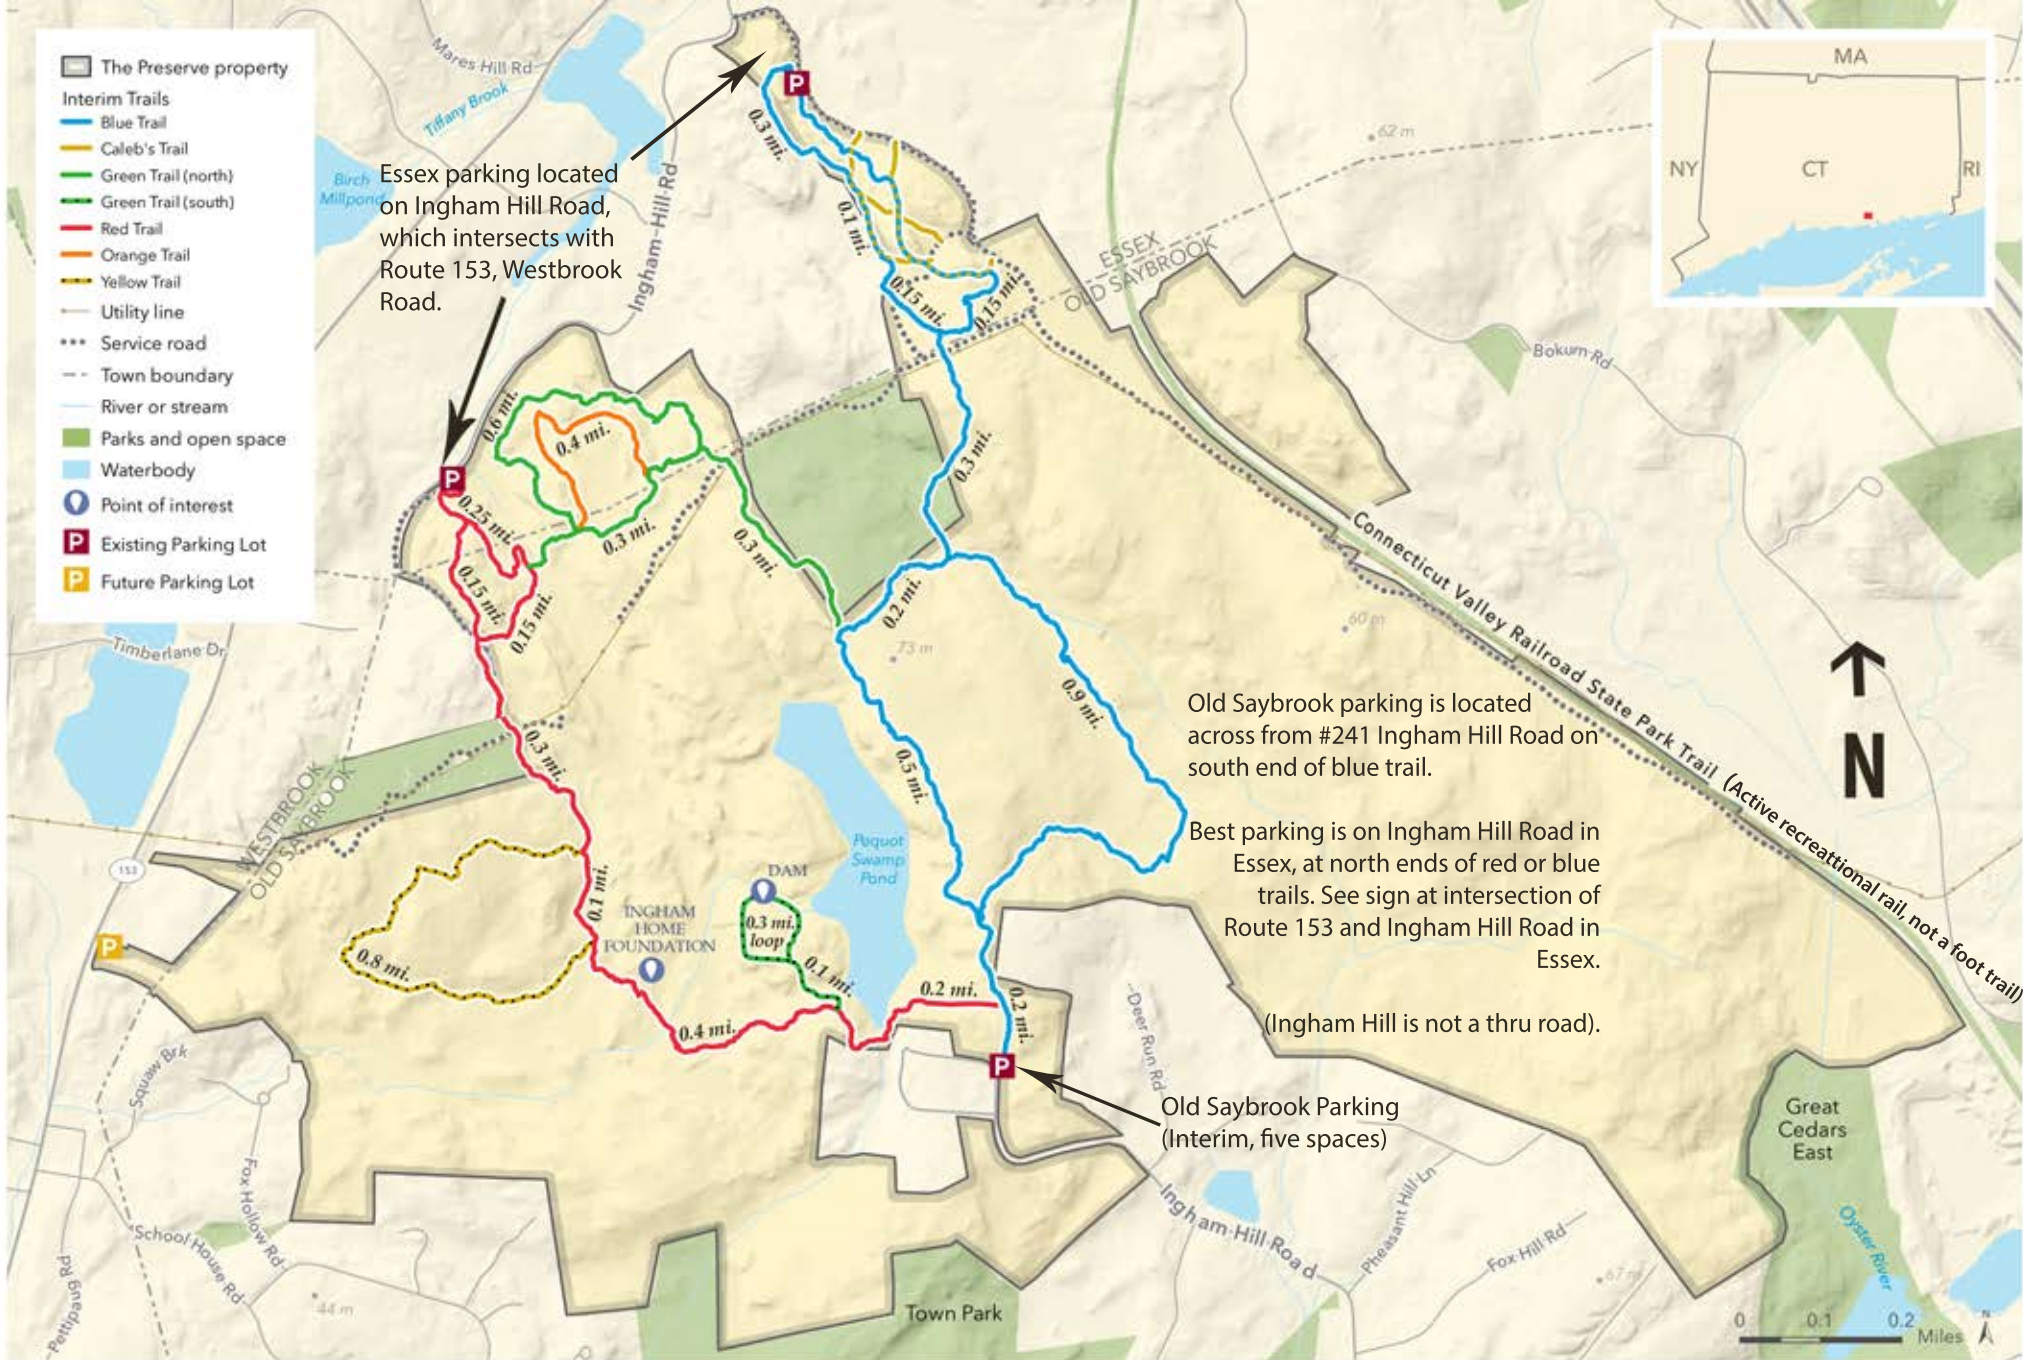 The Preserve property
Interim Trails
Blue Trail
Caleb's Trail
Green Trail (north)
Green Trail (south)
Red Trail
Orange Trail
Yellow Trail
Utility line
Service road
Town boundary
River or stream
Parks and open space
Waterbody
Point of interest
P Existing Parking Lot
P Future Parking Lot
Mares Hill Rd
Tiffany Brook
Birch
Millpond
Essex parking located
on Ingham Hill Road,
which intersects with
Route 153, Westbrook
Road.
Ingham-Hill-Rd
P
0.3 mi.
0.1 mi.
0.15 mi.
0.15 mi.
ESSEX
OLD SAYBROOK
62 m
MA
NY
CT
RI
Bokum Rd
0.6 mi.
0.4 mi.
P
0.25 mi.
0.3 mi.
0.3 mi.
0.3 mi.
0.15 mi.
0.15 mi.
0.2 mi.
73 m
60 m
Timberlane Dr
0.9 mi.
0.5 mi.
0.3 mi.
Connecticut Valley Railroad State Park Trail (Active recreattional rail, not a foot trail)
N
Old Saybrook parking is located
across from #241 Ingham Hill Road on
south end of blue trail.
Best parking is on Ingham Hill Road in
Essex, at north ends of red or blue
trails. See sign at intersection of
Route 153 and Ingham Hill Road in
Essex.
(Ingham Hill is not a thru road).
WESTBROOK
OLD SAYBROOK
153
P
0.8 mi.
0.1 mi.
INGHAM
HOME
FOUNDATION
DAM
0.3 mi.
loop
0.1 mi.
Paquot
Swamp
Pond
0.4 mi.
0.2 mi.
0.2 mi.
P
Deer Run Rd
Old Saybrook Parking
(Interim, five spaces)
Squaw Brk
Fox Hollow Rd
School House Rd
Pettipaug Rd
44 m
Town Park
Ingham-Hill Road
Pheasant Hill Ln
Fox Hill Rd
67 m
Great
Cedars
East
Oyster River
0 0.1 0.2
Miles
N